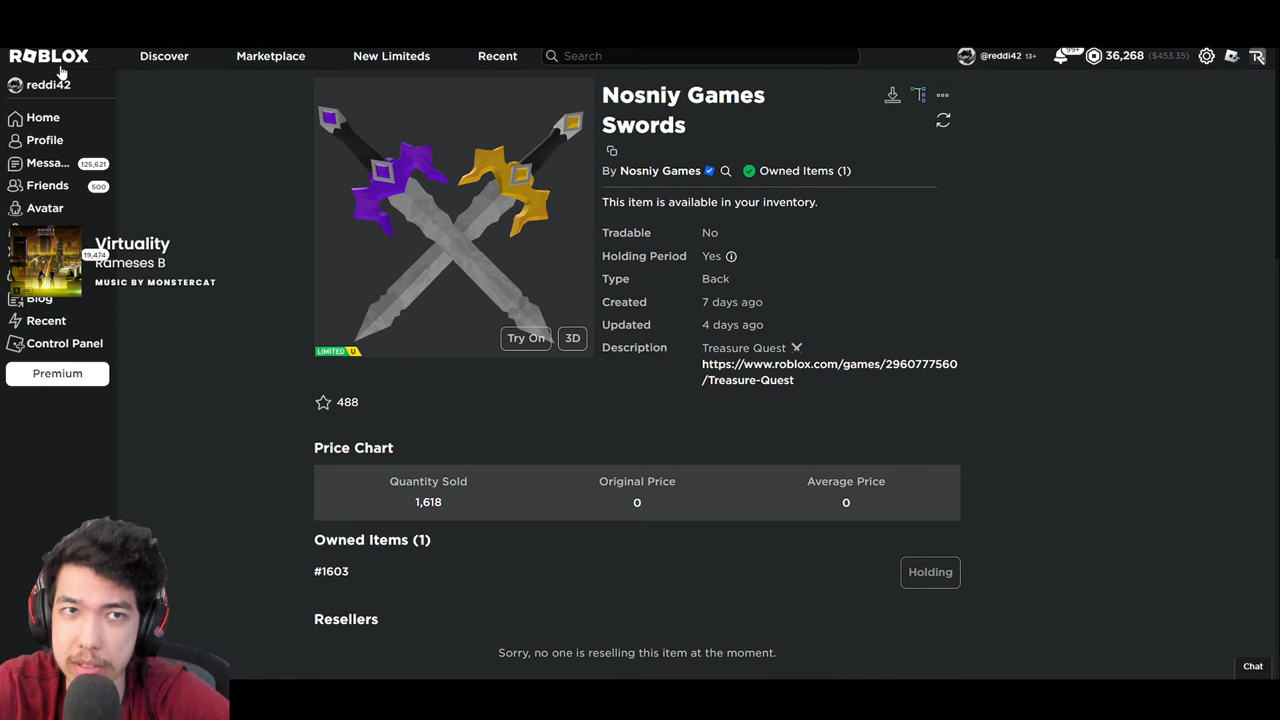 ROBLOX
Discover
Marketplace
New Limiteds
Recent
Search
@reddi42 13+
99+
36,268 ($453.35)
reddi42
Home
Profile
Messa... 125,621
Friends 500
Avatar
Virtuality
19,474
Rameses B
MUSIC BY MONSTERCAT
Blog
Recent
Control Panel
Premium
Try On
3D
LIMITED U
488
Nosniy Games
Swords
By Nosniy Games
Owned Items (1)
This item is available in your inventory.
Tradable No
Holding Period Yes
Type Back
Created 7 days ago
Updated 4 days ago
Description Treasure Quest ⚔
https://www.roblox.com/games/2960777560
/Treasure-Quest
Price Chart
Quantity Sold Original Price Average Price
1,618 0 0
Owned Items (1)
#1603 Holding
Resellers
Sorry, no one is reselling this item at the moment.
Chat